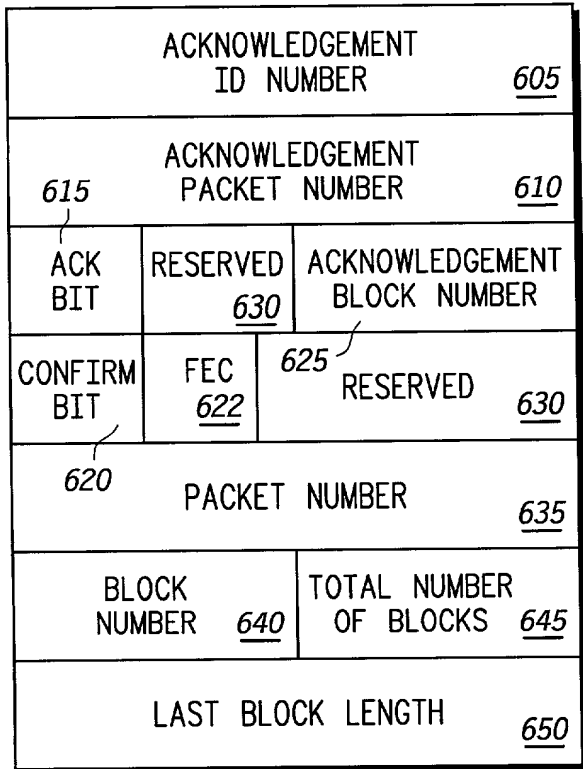 ACKNOWLEDGEMENT
ID NUMBER 605
ACKNOWLEDGEMENT
PACKET NUMBER 610
615
ACK
BIT
RESERVED
630
ACKNOWLEDGEMENT
BLOCK NUMBER
625
CONFIRM
BIT
620
FEC
622
RESERVED
630
PACKET NUMBER
635
BLOCK
NUMBER 640
TOTAL NUMBER
OF BLOCKS 645
LAST BLOCK LENGTH
650